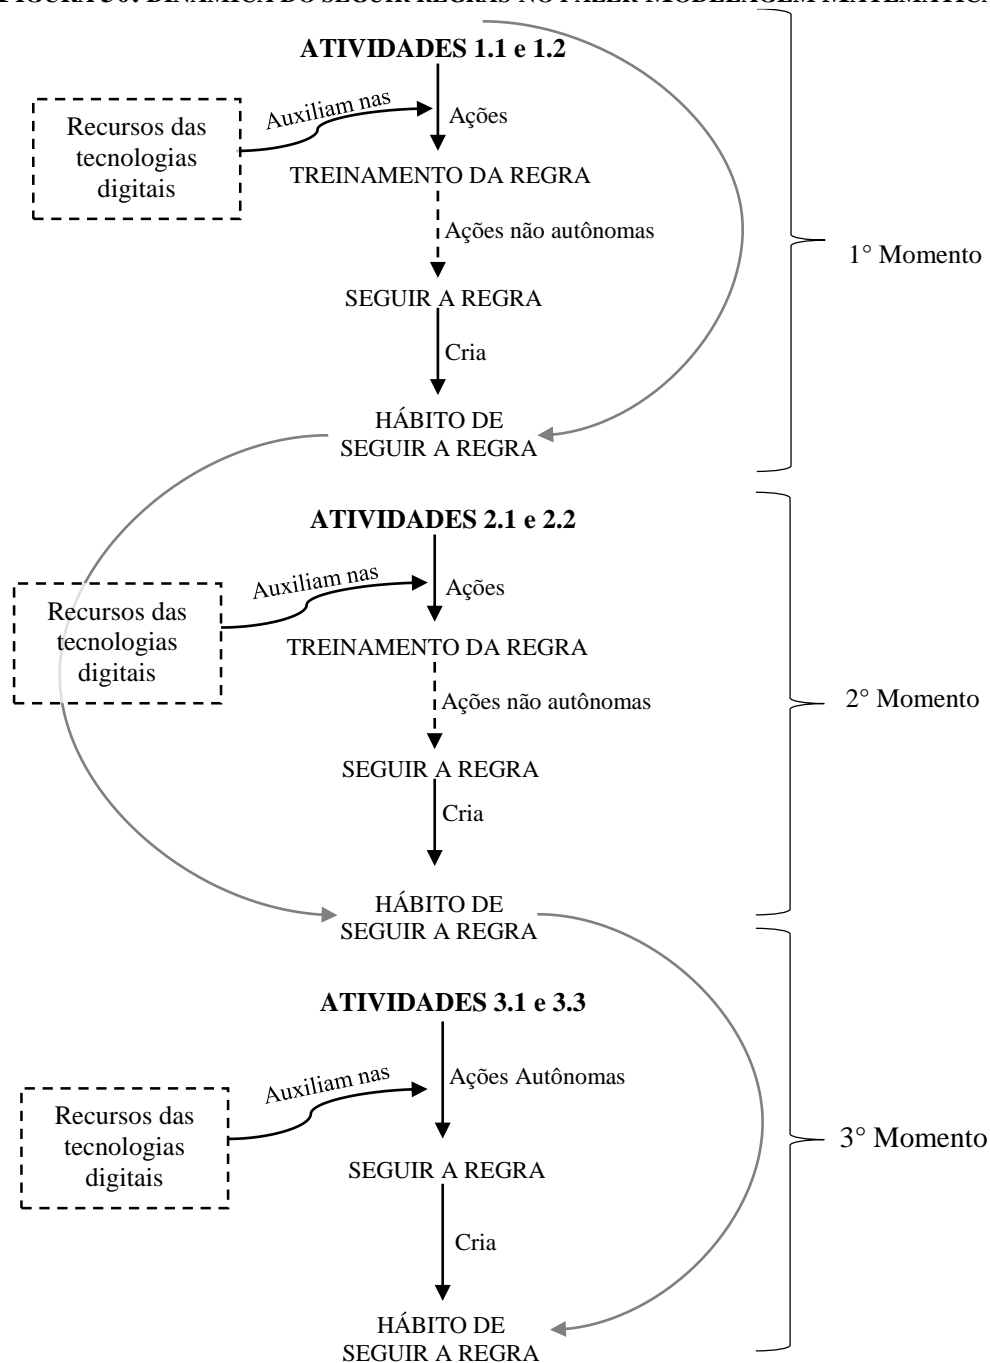 FIGURA 30: DINÂMICA DO SEGUIR REGRAS NO FAZER MODELAGEM MATEMÁTICA
ATIVIDADES 1.1 e 1.2
Auxiliam nas
Ações
Recursos das
tecnologias
digitais
TREINAMENTO DA REGRA
Ações não autônomas
1° Momento
SEGUIR A REGRA
Cria
HÁBITO DE
SEGUIR A REGRA
ATIVIDADES 2.1 e 2.2
Auxiliam nas
Ações
Recursos das
tecnologias
digitais
TREINAMENTO DA REGRA
Ações não autônomas
2° Momento
SEGUIR A REGRA
Cria
HÁBITO DE
SEGUIR A REGRA
ATIVIDADES 3.1 e 3.3
Auxiliam nas
Ações Autônomas
Recursos das
tecnologias
digitais
3° Momento
SEGUIR A REGRA
Cria
HÁBITO DE
SEGUIR A REGRA